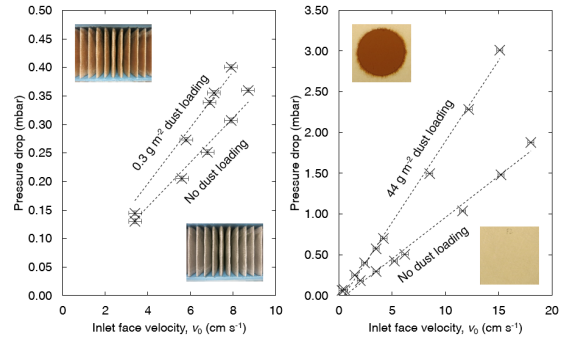 Pressure drop (mbar)
0.50
0.45
0.40
0.35
0.30
0.25
0.20
0.15
0.10
0.05
0.00
0.3 g m-2 dust loading
No dust loading
0 2 4 6 8 10
Inlet face velocity, v0 (cm s-1)
Pressure drop (mbar)
3.50
3.00
2.50
2.00
1.50
1.00
0.50
0.00
44 g m-2 dust loading
No dust loading
0 5 10 15 20
Inlet face velocity, v0 (cm s-1)